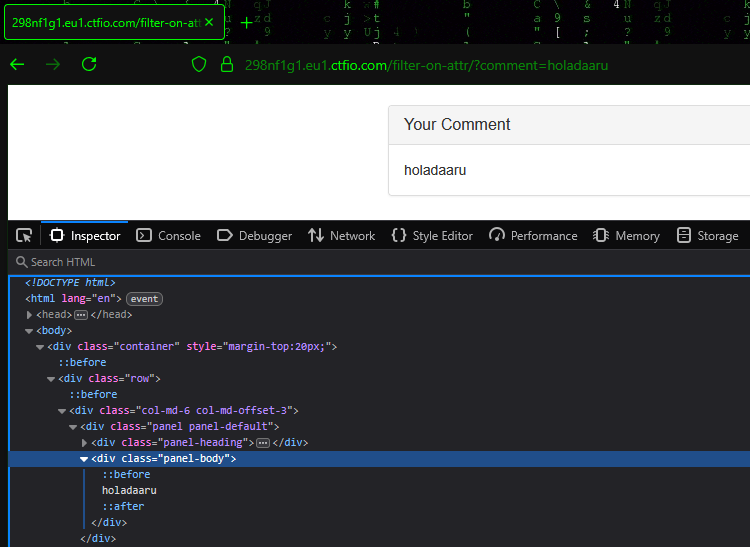 298nf1g1.eu1.ctfio.com/filter-on-att
298nf1g1.eu1.ctfio.com/filter-on-attr/?comment=holadaaru
Your Comment
holadaaru
Inspector Console Debugger Network Style Editor Performance Memory Storage
Search HTML
<!DOCTYPE html>
<html lang="en"> event
<head> </head>
<body>
<div class="container" style="margin-top:20px;">
::before
<div class="row">
::before
<div class="col-md-6 col-md-offset-3">
<div class="panel panel-default">
<div class="panel-heading"> </div>
<div class="panel-body">
::before
holadaaru
::after
</div>
</div>